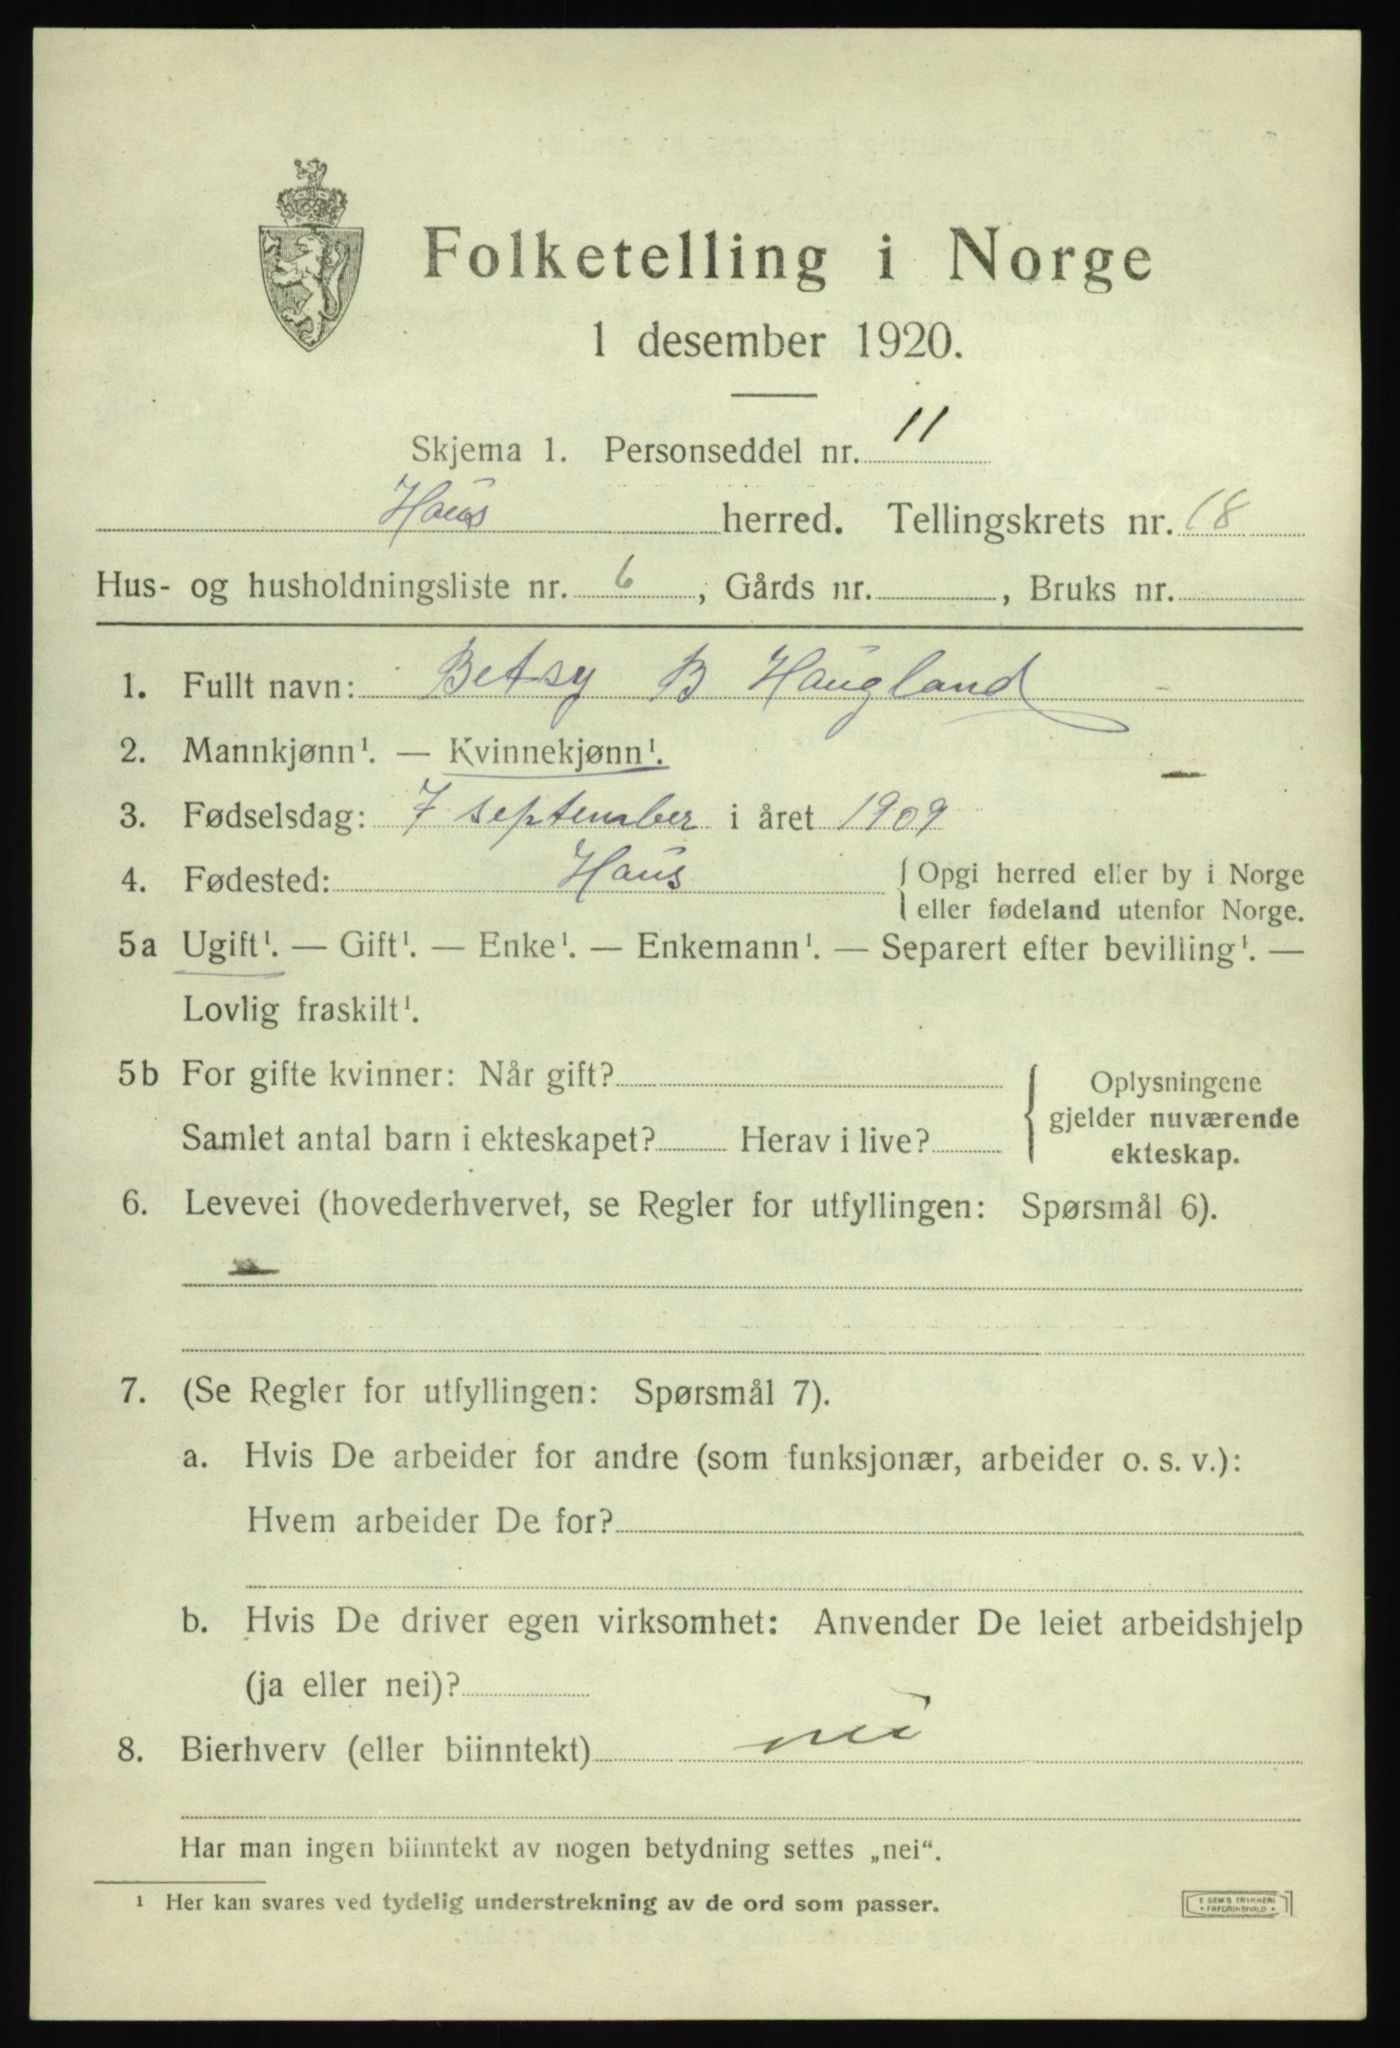 Folketelling i Norge
1 desember 1920.
Skjema 1. Personseddel nr. 11
Haus herred. Tellingskrets nr. 18
Hus- og husholdningsliste nr. 6, Gårds nr. , Bruks nr.
1. Fullt navn: Betsy B Haugland
2. Mannkjønn¹. — Kvinnekjønn¹.
3. Fødselsdag: 7 september i året 1909
4. Fødested: Haus { Opgi herred eller by i Norge
eller fødeland utenfor Norge.
5a Ugift¹. — Gift¹. — Enke¹. — Enkemann¹. — Separert efter bevilling¹. —
Lovlig fraskilt¹.
5b For gifte kvinner: Når gift?
Samlet antal barn i ekteskapet? Herav i live?
{ Oplysningene
gjelder nuværende
ekteskap.
6. Levevei (hovederhvervet, se Regler for utfyllingen: Spørsmål 6).
7. (Se Regler for utfyllingen: Spørsmål 7).
a. Hvis De arbeider for andre (som funksjonær, arbeider o. s. v.):
Hvem arbeider De for?
b. Hvis De driver egen virksomhet: Anvender De leiet arbeidshjelp
(ja eller nei)?
8. Bierhverv (eller biinntekt) nei
Har man ingen biinntekt av nogen betydning settes „nei“.
¹ Her kan svares ved tydelig understrekning av de ord som passer.